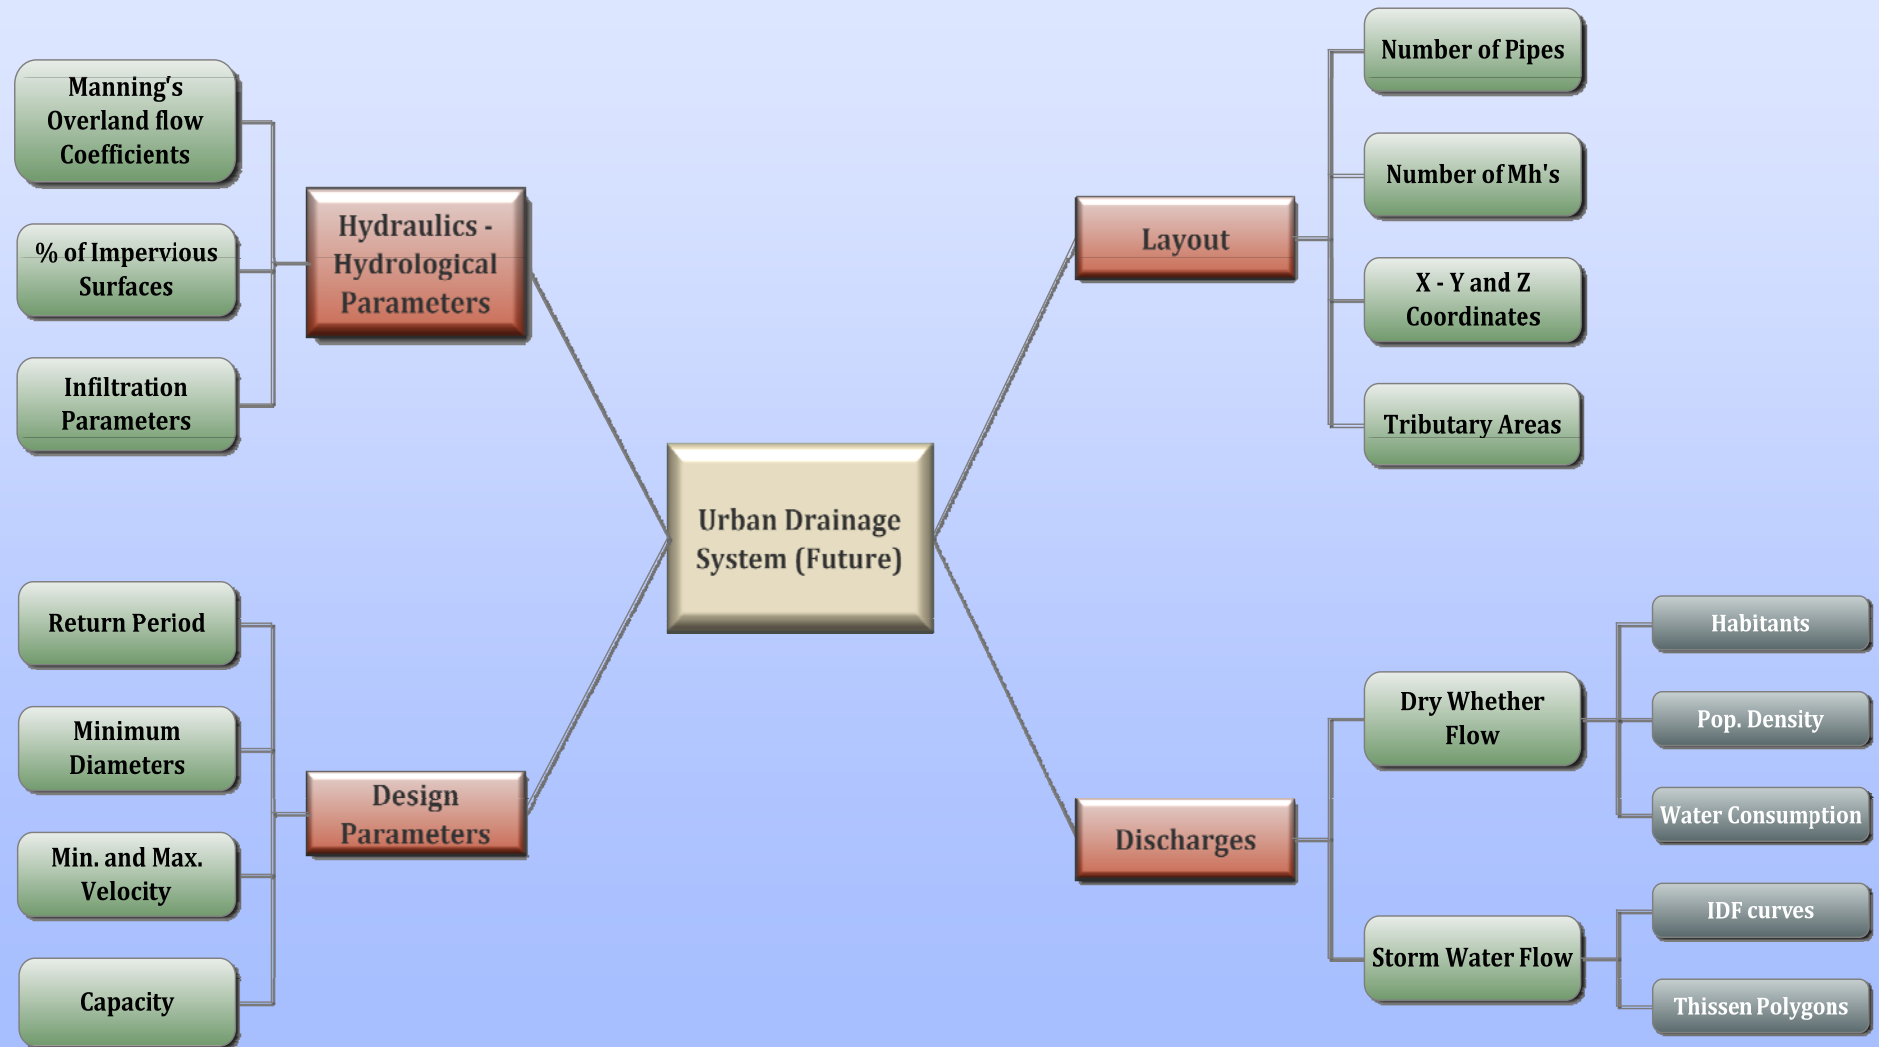 Manning's
Overland flow
Coefficients
% of Impervious
Surfaces
Infiltration
Parameters
Hydraulics -
Hydrological
Parameters
Return Period
Minimum
Diameters
Min. and Max.
Velocity
Capacity
Design
Parameters
Urban Drainage
System (Future)
Layout
Number of Pipes
Number of Mh's
X - Y and Z
Coordinates
Tributary Areas
Discharges
Dry Whether
Flow
Habitants
Pop. Density
Water Consumption
Storm Water Flow
IDF curves
Thissen Polygons